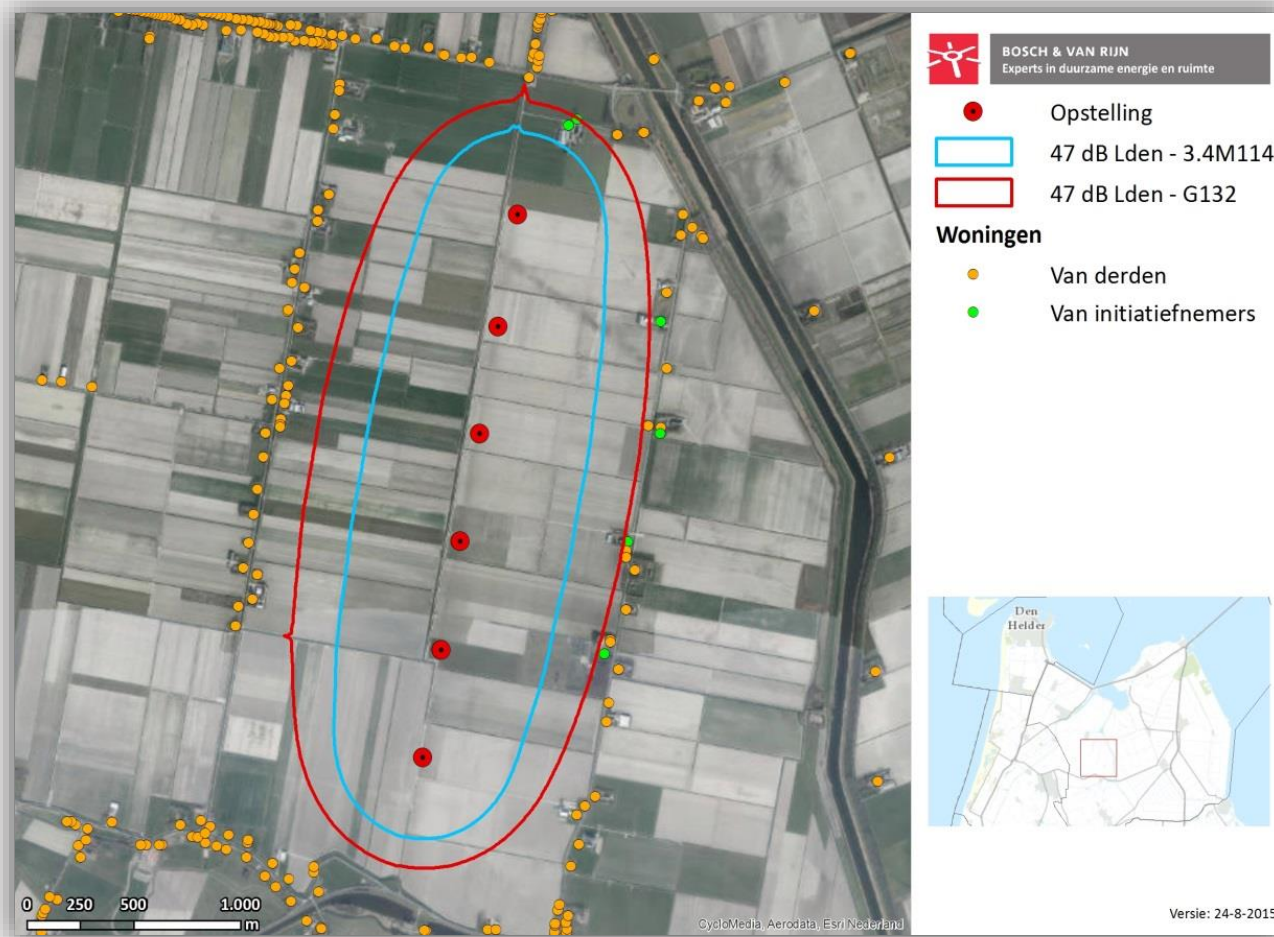 BOSCH & VAN RIJN
Experts in duurzame energie en ruimte
Opstelling
47 dB Lden - 3.4M114
47 dB Lden - G132
Woningen
Van derden
Van initiatiefnemers
Den
Helder
0 250 500 1.000
m
CycloMedia, Aerodata, Esri Nederland
Versie: 24-8-2015